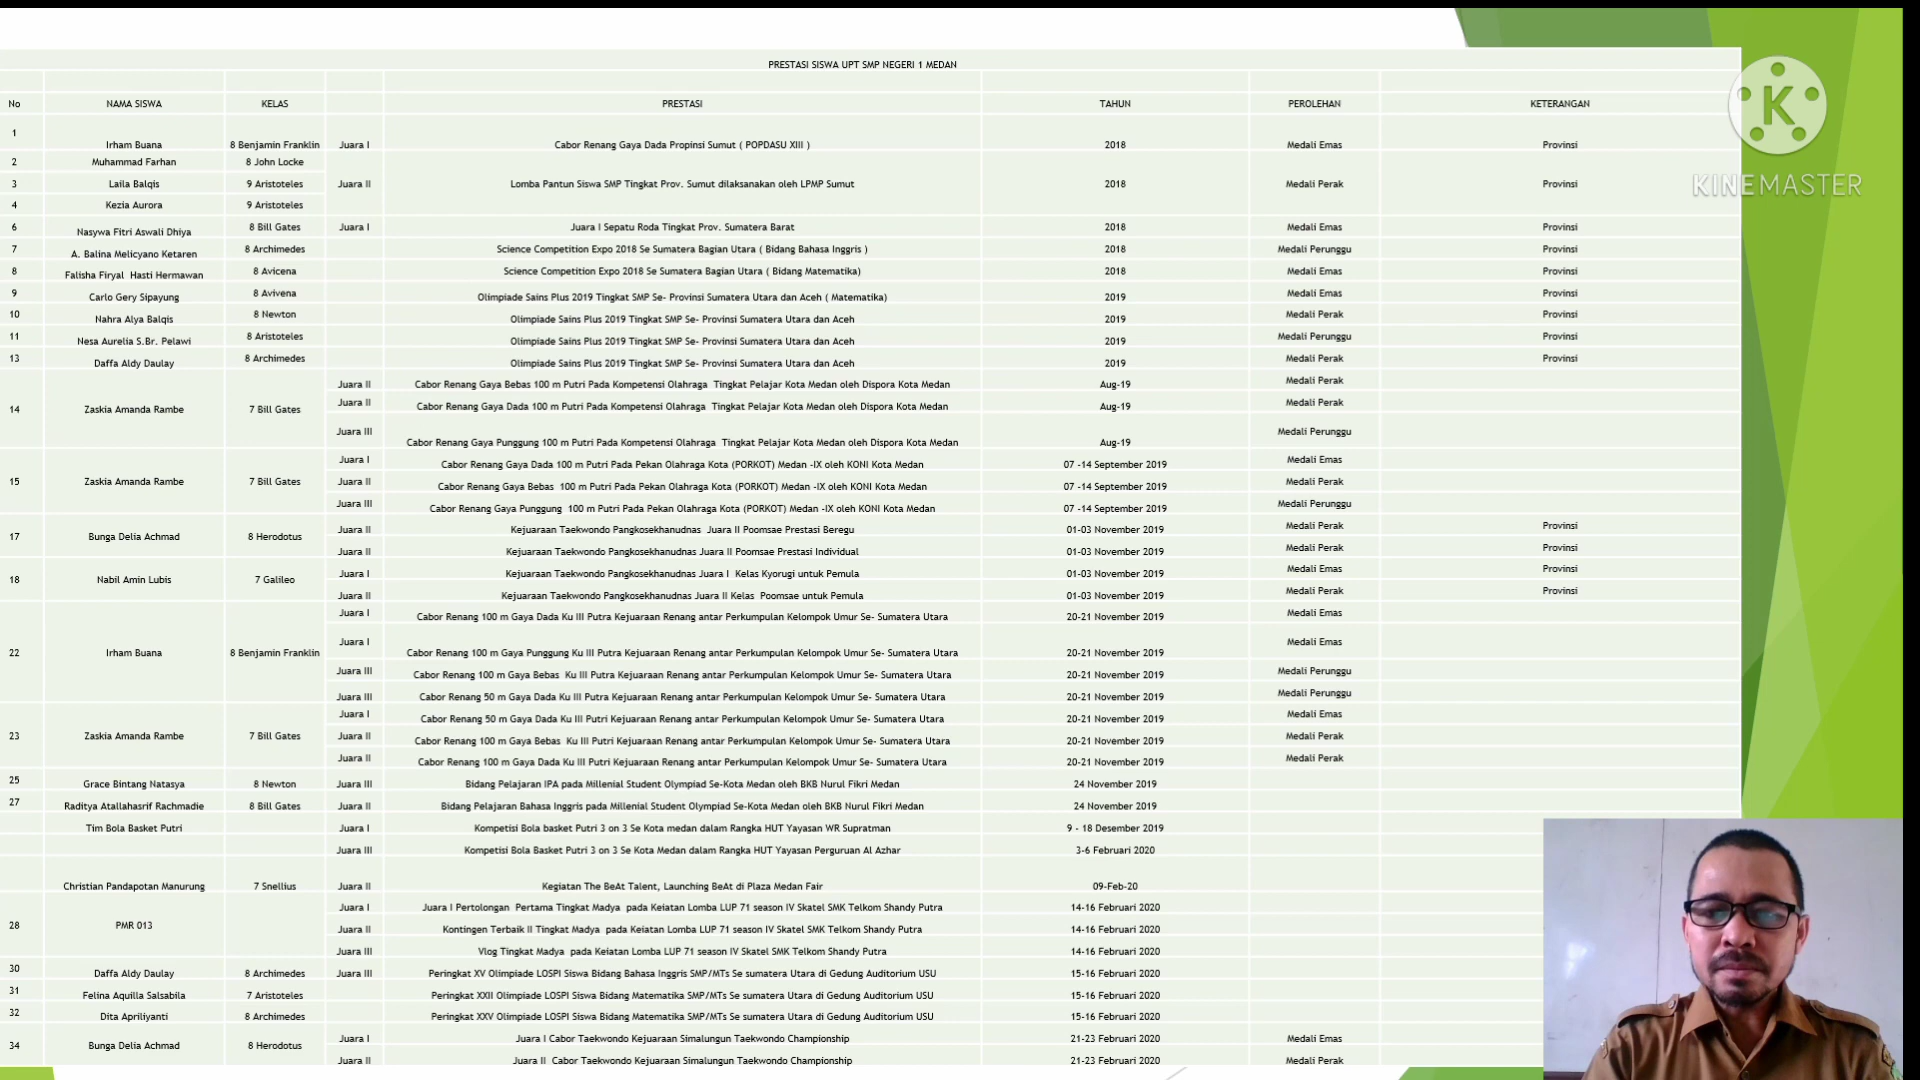 PRESTASI SISWA UPT SMP NEGERI 1 MEDAN
No NAMA SISWA KELAS PRESTASI TAHUN PEROLEHAN KETERANGAN
1 Irham Buana 8 Benjamin Franklin Juara I Cabor Renang Gaya Dada Propinsi Sumut ( POPDASU XIII ) 2018 Medali Emas Provinsi
2 Muhammad Farhan 8 John Locke
3 Laila Balqis 9 Aristoteles Juara II Lomba Pantun Siswa SMP Tingkat Prov. Sumut dilaksanakan oleh LPMP Sumut 2018 Medali Perak Provinsi
4 Kezia Aurora 9 Aristoteles
6 Nasywa Fitri Aswali Dhiya 8 Bill Gates Juara I Juara I Sepatu Roda Tingkat Prov. Sumatera Barat 2018 Medali Emas Provinsi
7 A. Balina Melicyano Ketaren 8 Archimedes Science Competition Expo 2018 Se Sumatera Bagian Utara ( Bidang Bahasa Inggris ) 2018 Medali Perunggu Provinsi
8 Falisha Firyal Hasti Hermawan 8 Avicena Science Competition Expo 2018 Se Sumatera Bagian Utara ( Bidang Matematika) 2018 Medali Emas Provinsi
9 Carlo Gery Sipayung 8 Avivena Olimpiade Sains Plus 2019 Tingkat SMP Se- Provinsi Sumatera Utara dan Aceh ( Matematika) 2019 Medali Emas Provinsi
10 Nahra Alya Balqis 8 Newton Olimpiade Sains Plus 2019 Tingkat SMP Se- Provinsi Sumatera Utara dan Aceh 2019 Medali Perak Provinsi
11 Nesa Aurelia S.Br. Pelawi 8 Aristoteles Olimpiade Sains Plus 2019 Tingkat SMP Se- Provinsi Sumatera Utara dan Aceh 2019 Medali Perunggu Provinsi
13 Daffa Aldy Daulay 8 Archimedes Olimpiade Sains Plus 2019 Tingkat SMP Se- Provinsi Sumatera Utara dan Aceh 2019 Medali Perak Provinsi
Juara II Cabor Renang Gaya Bebas 100 m Putri Pada Kompetensi Olahraga Tingkat Pelajar Kota Medan oleh Dispora Kota Medan Aug-19 Medali Perak
14 Zaskia Amanda Rambe 7 Bill Gates Juara II Cabor Renang Gaya Dada 100 m Putri Pada Kompetensi Olahraga Tingkat Pelajar Kota Medan oleh Dispora Kota Medan Aug-19 Medali Perak
Juara III Cabor Renang Gaya Punggung 100 m Putri Pada Kompetensi Olahraga Tingkat Pelajar Kota Medan oleh Dispora Kota Medan Aug-19 Medali Perunggu
Juara I Cabor Renang Gaya Dada 100 m Putri Pada Pekan Olahraga Kota (PORKOT) Medan -IX oleh KONI Kota Medan 07 -14 September 2019 Medali Emas
15 Zaskia Amanda Rambe 7 Bill Gates Juara II Cabor Renang Gaya Bebas 100 m Putri Pada Pekan Olahraga Kota (PORKOT) Medan -IX oleh KONI Kota Medan 07 -14 September 2019 Medali Perak
Juara III Cabor Renang Gaya Punggung 100 m Putri Pada Pekan Olahraga Kota (PORKOT) Medan -IX oleh KONI Kota Medan 07 -14 September 2019 Medali Perunggu
17 Bunga Delia Achmad 8 Herodotus Juara II Kejuaraan Taekwondo Pangkosekhanudnas Juara II Poomsae Prestasi Beregu 01-03 November 2019 Medali Perak Provinsi
Juara II Kejuaraan Taekwondo Pangkosekhanudnas Juara II Poomsae Prestasi Individual 01-03 November 2019 Medali Perak Provinsi
18 Nabil Amin Lubis 7 Galileo Juara I Kejuaraan Taekwondo Pangkosekhanudnas Juara I Kelas Kyorugi untuk Pemula 01-03 November 2019 Medali Emas Provinsi
Juara II Kejuaraan Taekwondo Pangkosekhanudnas Juara II Kelas Poomsae untuk Pemula 01-03 November 2019 Medali Perak Provinsi
Juara I Cabor Renang 100 m Gaya Dada Ku III Putra Kejuaraan Renang antar Perkumpulan Kelompok Umur Se- Sumatera Utara 20-21 November 2019 Medali Emas
22 Irham Buana 8 Benjamin Franklin Juara I Cabor Renang 100 m Gaya Punggung Ku III Putra Kejuaraan Renang antar Perkumpulan Kelompok Umur Se- Sumatera Utara 20-21 November 2019 Medali Emas
Juara III Cabor Renang 100 m Gaya Bebas Ku III Putra Kejuaraan Renang antar Perkumpulan Kelompok Umur Se- Sumatera Utara 20-21 November 2019 Medali Perunggu
Juara III Cabor Renang 50 m Gaya Dada Ku III Putra Kejuaraan Renang antar Perkumpulan Kelompok Umur Se- Sumatera Utara 20-21 November 2019 Medali Perunggu
Juara I Cabor Renang 50 m Gaya Dada Ku III Putri Kejuaraan Renang antar Perkumpulan Kelompok Umur Se- Sumatera Utara 20-21 November 2019 Medali Emas
23 Zaskia Amanda Rambe 7 Bill Gates Juara II Cabor Renang 100 m Gaya Bebas Ku III Putri Kejuaraan Renang antar Perkumpulan Kelompok Umur Se- Sumatera Utara 20-21 November 2019 Medali Perak
Juara II Cabor Renang 100 m Gaya Dada Ku III Putri Kejuaraan Renang antar Perkumpulan Kelompok Umur Se- Sumatera Utara 20-21 November 2019 Medali Perak
25 Grace Bintang Natasya 8 Newton Juara III Bidang Pelajaran IPA pada Millenial Student Olympiad Se-Kota Medan oleh BKB Nurul Fikri Medan 24 November 2019
27 Raditya Atallahasrif Rachmadie 8 Bill Gates Juara II Bidang Pelajaran Bahasa Inggris pada Millenial Student Olympiad Se-Kota Medan oleh BKB Nurul Fikri Medan 24 November 2019
Tim Bola Basket Putri Juara I Kompetisi Bola basket Putri 3 on 3 Se Kota medan dalam Rangka HUT Yayasan WR Supratman 9 - 18 Desember 2019
Juara III Kompetisi Bola Basket Putri 3 on 3 Se Kota Medan dalam Rangka HUT Yayasan Perguruan Al Azhar 3-6 Februari 2020
Christian Pandapotan Manurung 7 Snellius Juara II Kegiatan The BeAt Talent, Launching BeAt di Plaza Medan Fair 09-Feb-20
Juara I Juara I Pertolongan Pertama Tingkat Madya pada Keiatan Lomba LUP 71 season IV Skatel SMK Telkom Shandy Putra 14-16 Februari 2020
28 PMR 013 Juara II Kontingen Terbaik II Tingkat Madya pada Keiatan Lomba LUP 71 season IV Skatel SMK Telkom Shandy Putra 14-16 Februari 2020
Juara III Vlog Tingkat Madya pada Keiatan Lomba LUP 71 season IV Skatel SMK Telkom Shandy Putra 14-16 Februari 2020
30 Daffa Aldy Daulay 8 Archimedes Juara III Peringkat XV Olimpiade LOSPI Siswa Bidang Bahasa Inggris SMP/MTs Se sumatera Utara di Gedung Auditorium USU 15-16 Februari 2020
31 Felina Aquilla Salsabila 7 Aristoteles Peringkat XXII Olimpiade LOSPI Siswa Bidang Matematika SMP/MTs Se sumatera Utara di Gedung Auditorium USU 15-16 Februari 2020
32 Dita Apriliyanti 8 Archimedes Peringkat XXV Olimpiade LOSPI Siswa Bidang Matematika SMP/MTs Se sumatera Utara di Gedung Auditorium USU 15-16 Februari 2020
34 Bunga Delia Achmad 8 Herodotus Juara I Juara I Cabor Taekwondo Kejuaraan Simalungun Taekwondo Championship 21-23 Februari 2020 Medali Emas
Juara II Juara II Cabor Taekwondo Kejuaraan Simalungun Taekwondo Championship 21-23 Februari 2020 Medali Perak
K
KINEMASTER